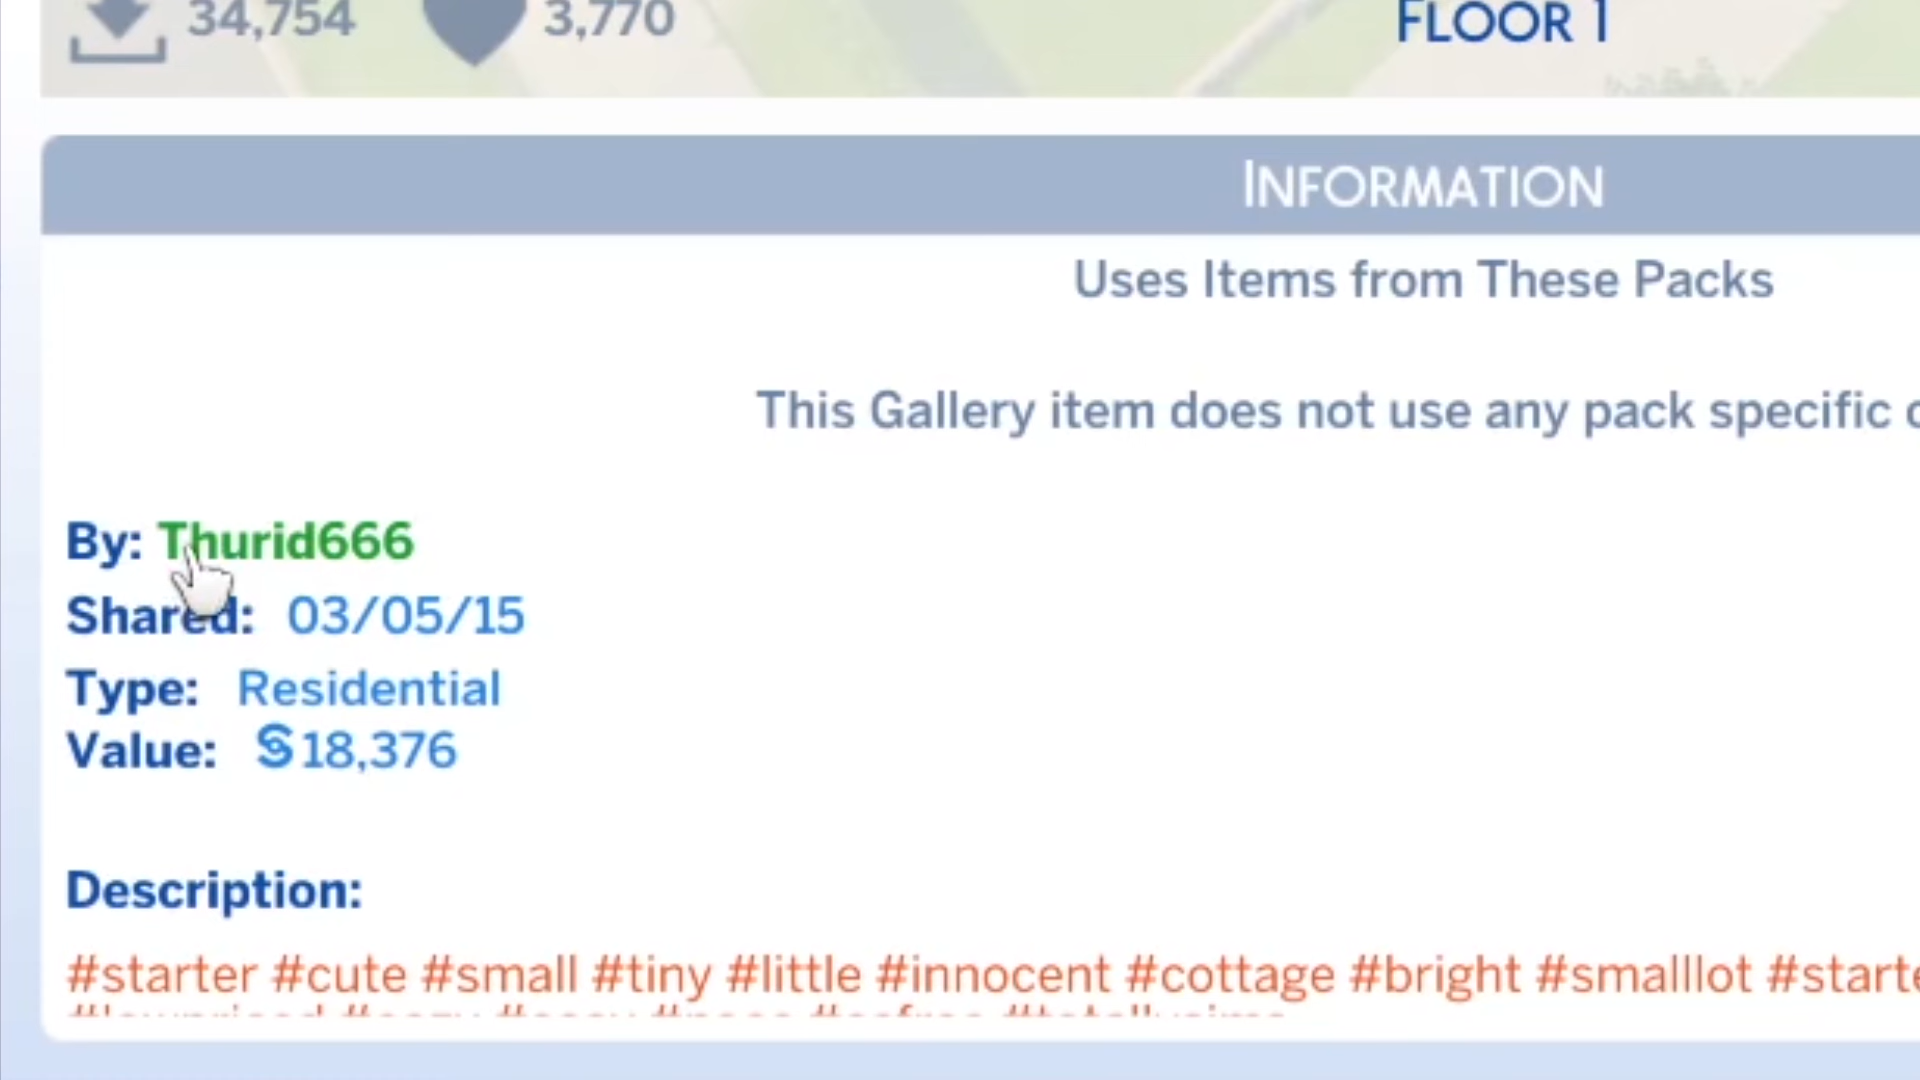 34,754 3,770
FLOOR 1
INFORMATION
Uses Items from These Packs
This Gallery item does not use any pack specific
By: Thurid666
Shared: 03/05/15
Type: Residential
Value: §18,376
Description:
#starter #cute #small #tiny #little #innocent #cottage #bright #smalllot